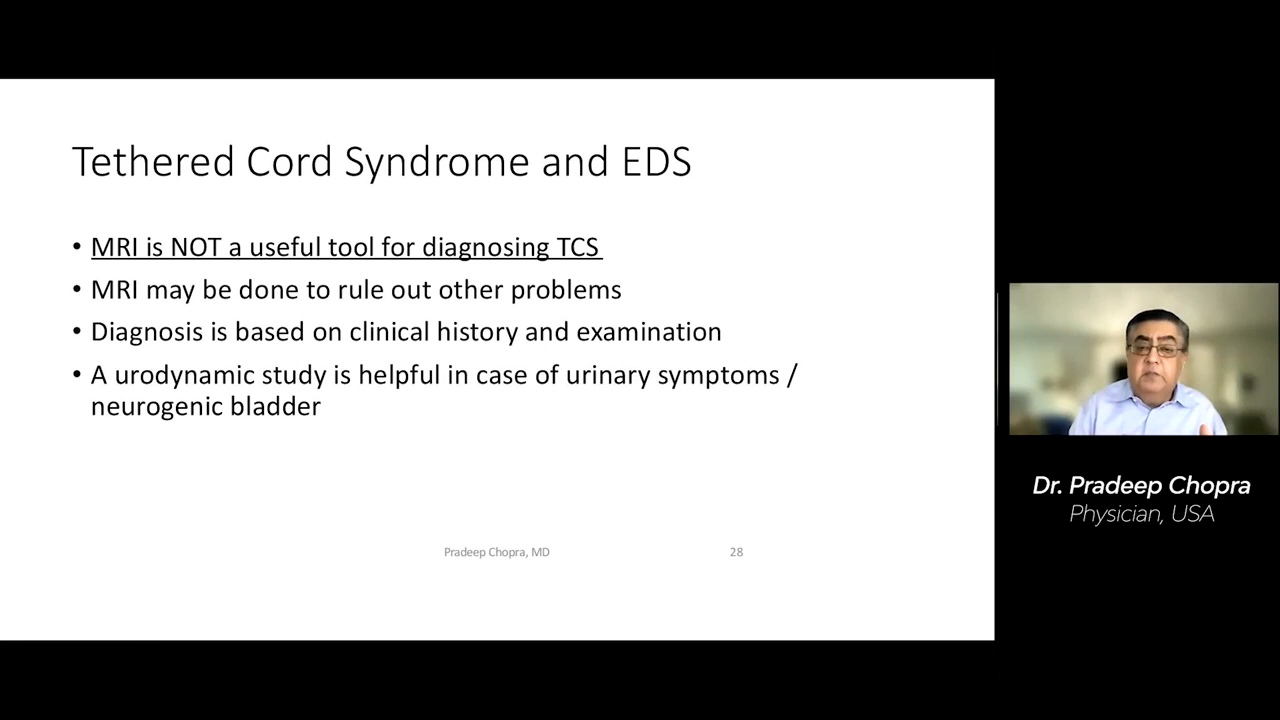 Tethered Cord Syndrome and EDS
• MRI is NOT a useful tool for diagnosing TCS
• MRI may be done to rule out other problems
• Diagnosis is based on clinical history and examination
• A urodynamic study is helpful in case of urinary symptoms /
neurogenic bladder
Pradeep Chopra, MD
28
Dr. Pradeep Chopra
Physician, USA